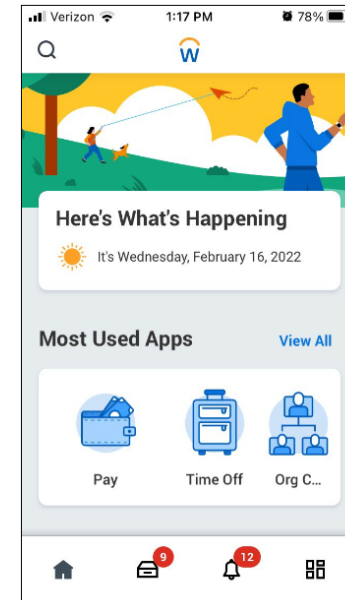 Verizon 1:17 PM 78%
Here's What's Happening
It's Wednesday, February 16, 2022
Most Used Apps View All
Pay Time Off Org C...
9 12